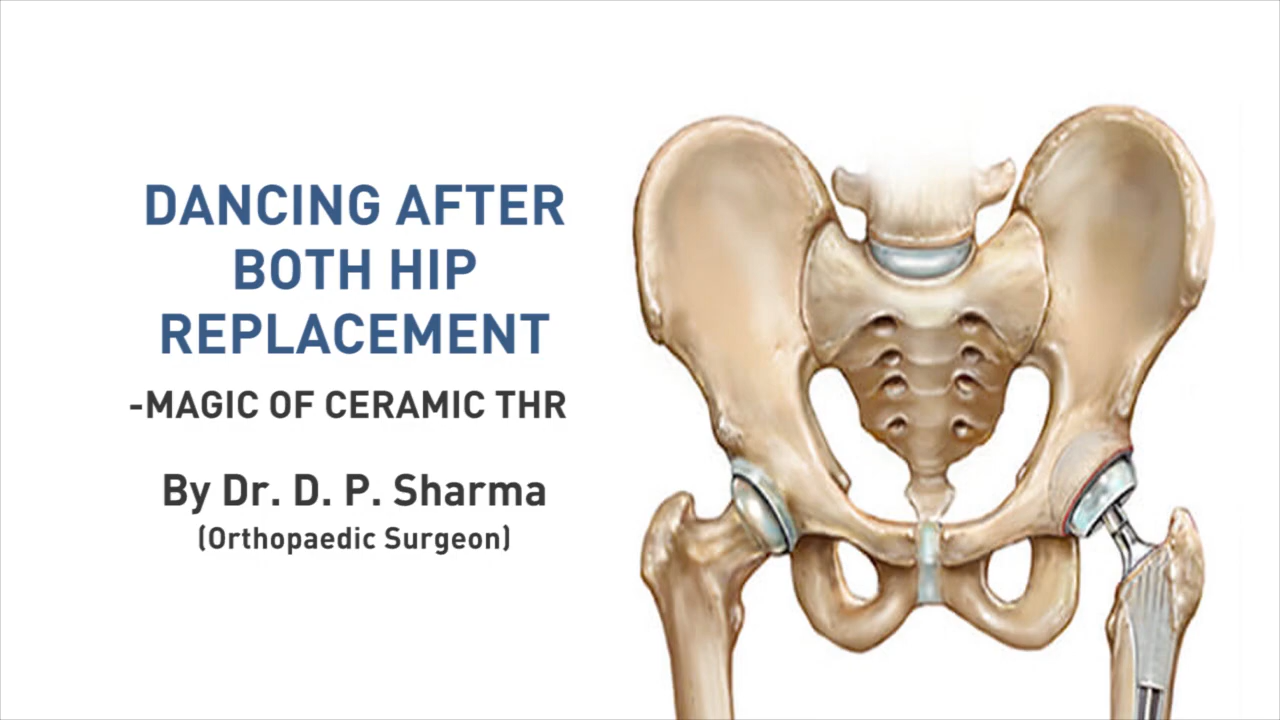 DANCING AFTER
BOTH HIP
REPLACEMENT
-MAGIC OF CERAMIC THR
By Dr. D. P. Sharma
(Orthopaedic Surgeon)